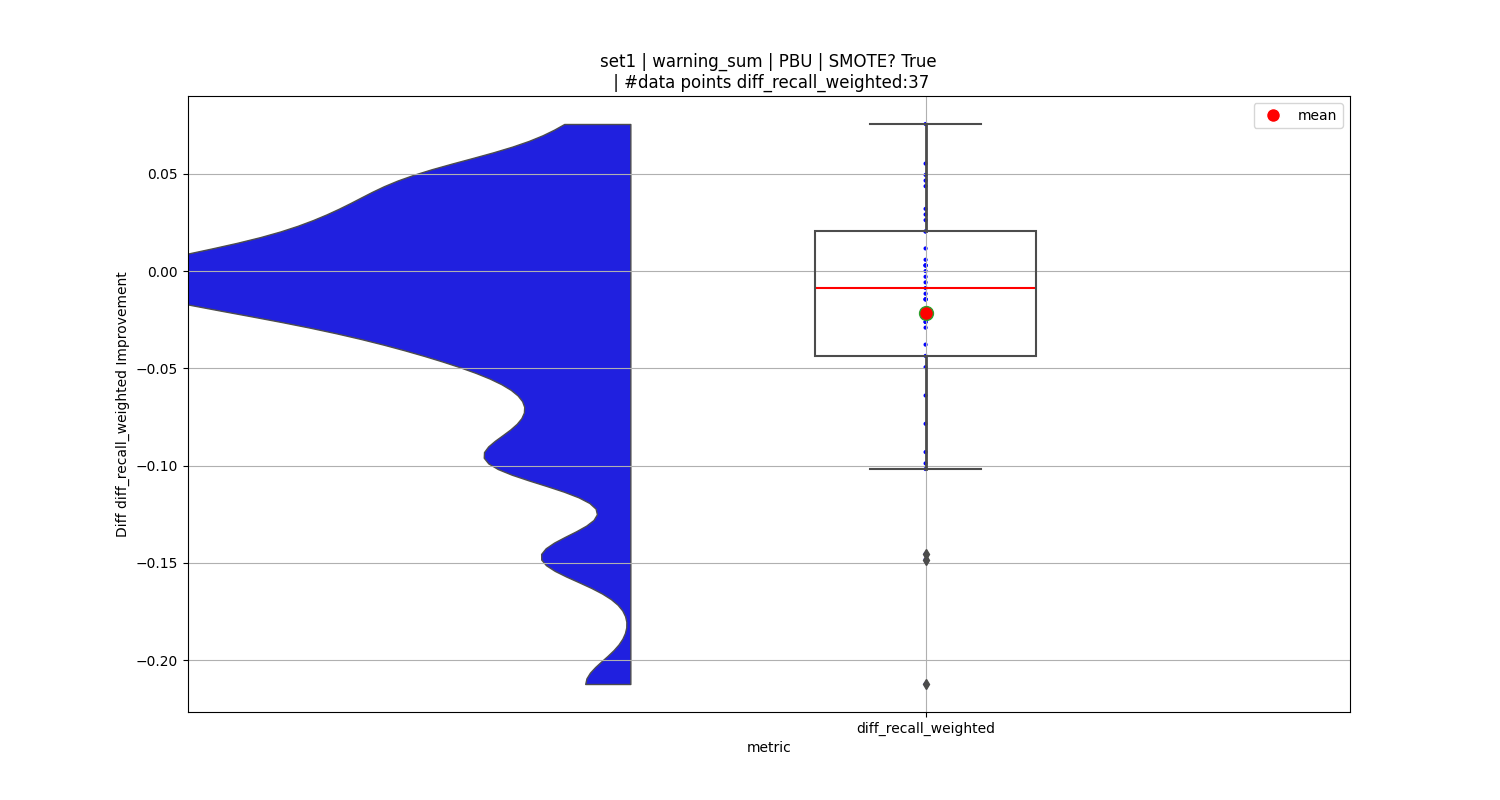 set1 | warning_sum | PBU | SMOTE? True
| #data points diff_recall_weighted:37
mean
0.05
0.00
−0.05
−0.10
−0.15
−0.20
Diff diff_recall_weighted Improvement
diff_recall_weighted
metric